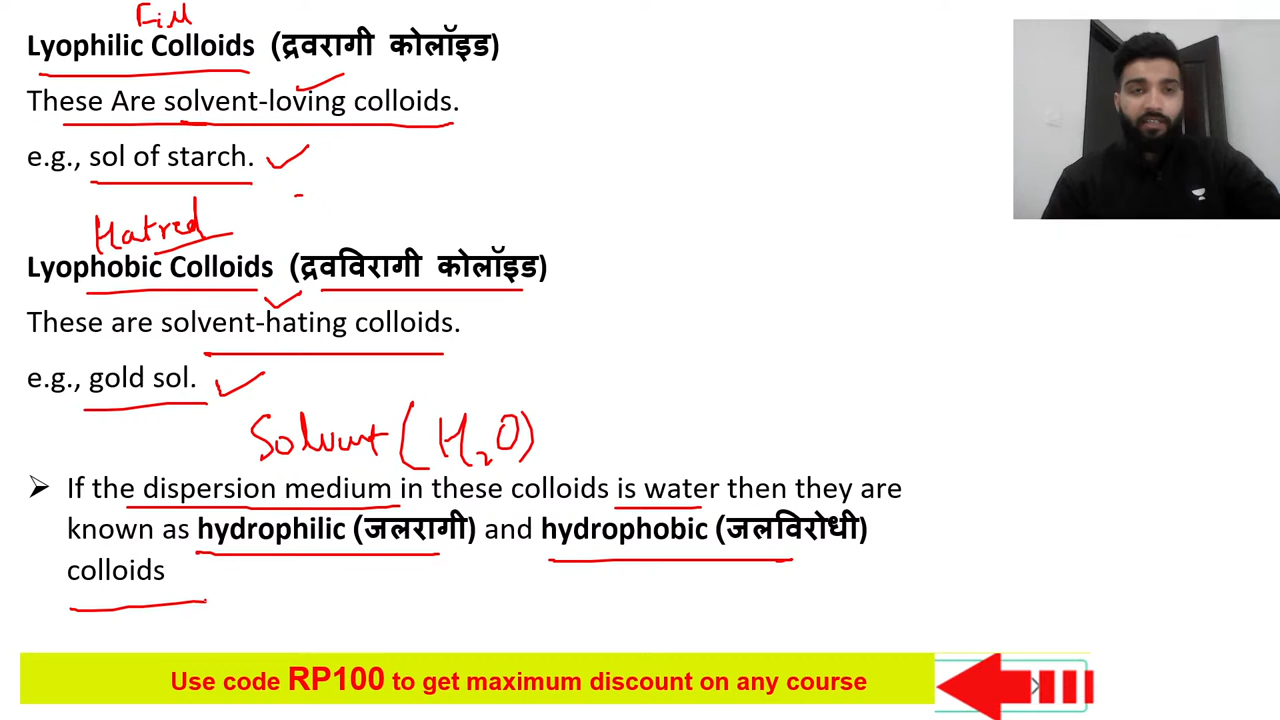 Lyophilic Colloids (द्रवरागी कोलॉइड)
These Are solvent-loving colloids.
e.g., sol of starch.
Hatred
Lyophobic Colloids (द्रवविरागी कोलॉइड)
These are solvent-hating colloids.
e.g., gold sol.
Solvent (H₂O)
➢ If the dispersion medium in these colloids is water then they are
known as hydrophilic (जलरागी) and hydrophobic (जलविरोधी)
colloids
Use code RP100 to get maximum discount on any course